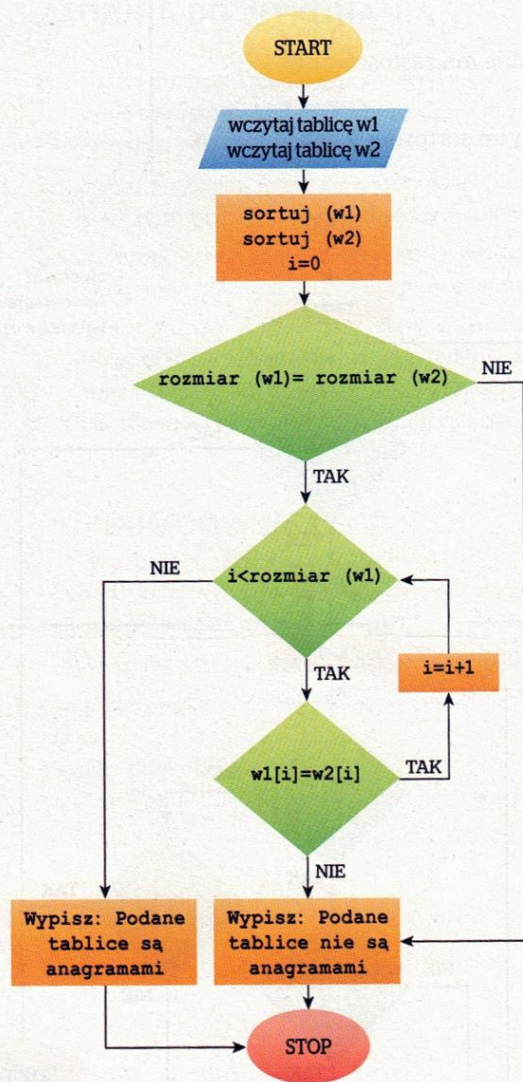 START
wczytaj tablicę w1
wczytaj tablicę w2
sortuj (w1)
sortuj (w2)
i=0
rozmiar (w1)= rozmiar (w2)
NIE
TAK
NIE
i<rozmiar (w1)
TAK
i=i+1
w1[i]=w2[i]
TAK
NIE
Wypisz: Podane
tablice są
anagramami
Wypisz: Podane
tablice nie są
anagramami
STOP